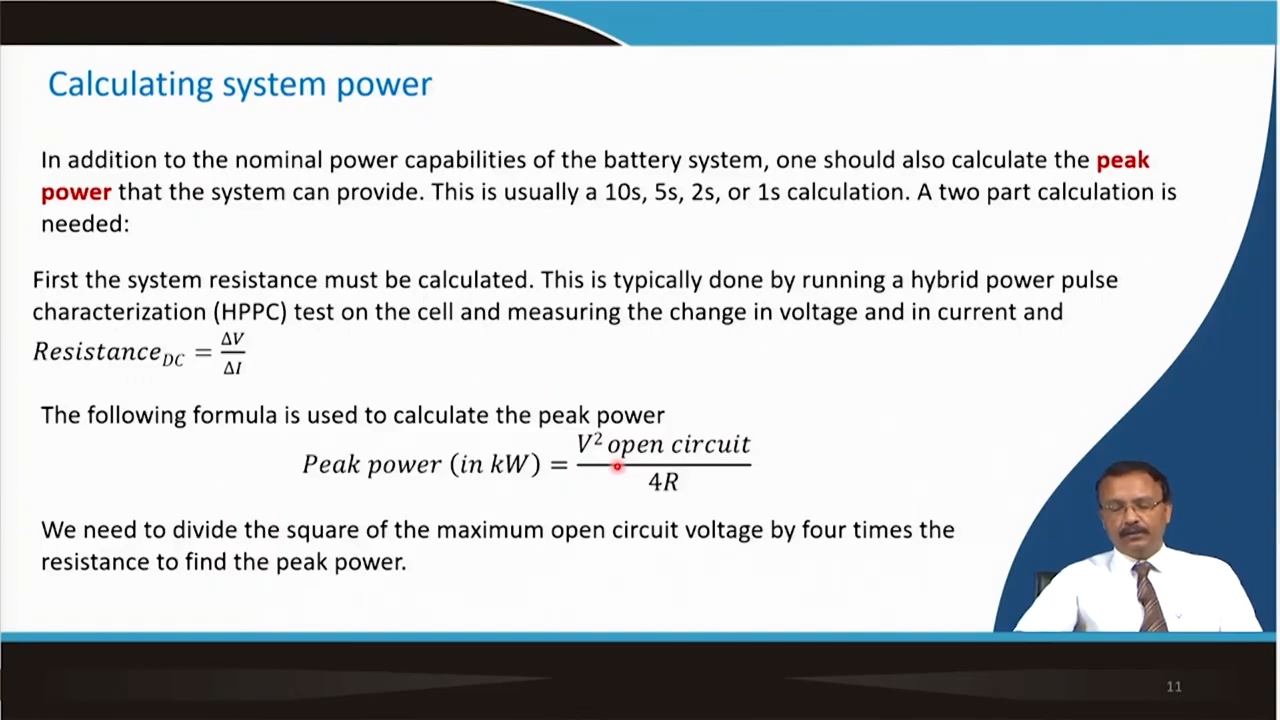 Calculating system power
In addition to the nominal power capabilities of the battery system, one should also calculate the peak
power that the system can provide. This is usually a 10s, 5s, 2s, or 1s calculation. A two part calculation is
needed:
First the system resistance must be calculated. This is typically done by running a hybrid power pulse
characterization (HPPC) test on the cell and measuring the change in voltage and in current and
Resistance_DC = ΔV/ΔI
The following formula is used to calculate the peak power
Peak power (in kW) = V² open circuit / 4R
We need to divide the square of the maximum open circuit voltage by four times the
resistance to find the peak power.
11